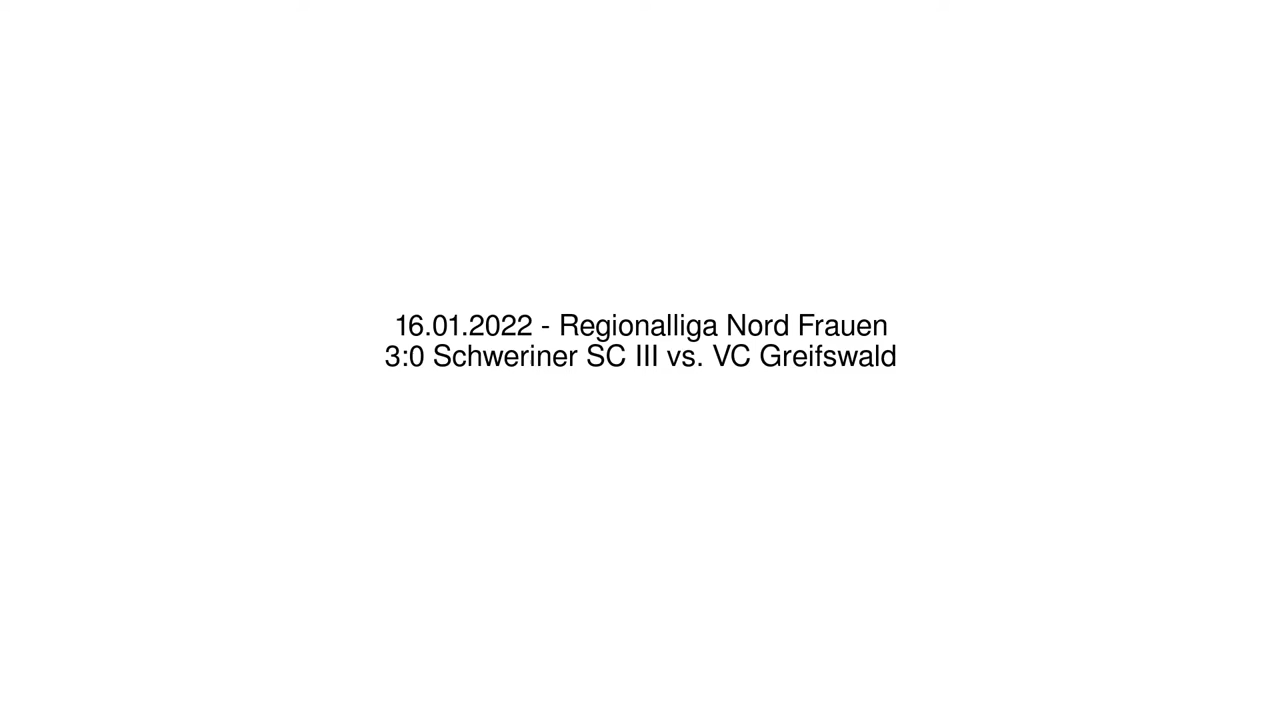 16.01.2022 - Regionalliga Nord Frauen
3:0 Schweriner SC III vs. VC Greifswald